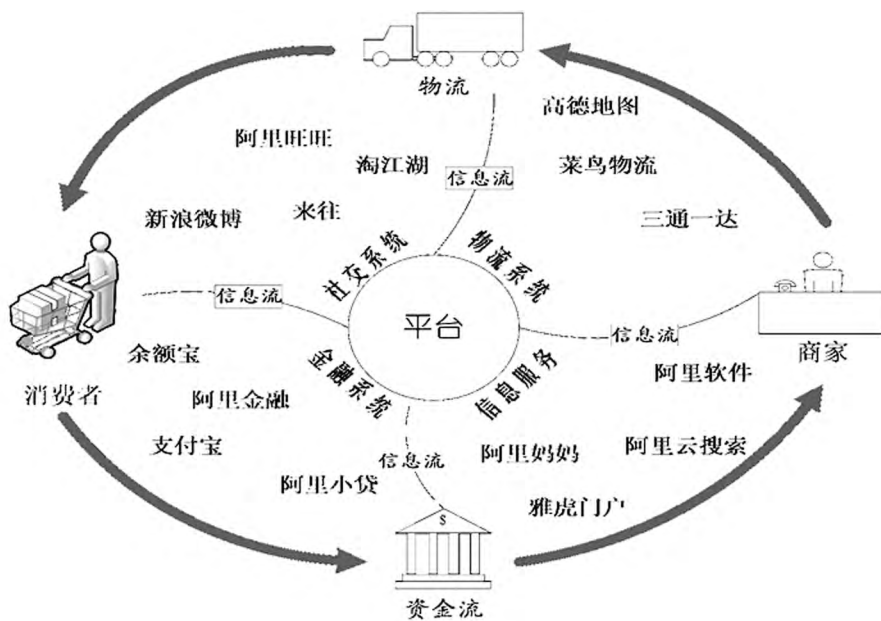 物流
高德地图
阿里旺旺
淘江湖
信息流
菜鸟物流
新浪微博
来往
三通一达
社交系统
物流系统
信息流
平台
信息流
商家
余额宝
消费者
金融系统
信息服务
阿里软件
阿里金融
支付宝
信息流
阿里妈妈
阿里云搜索
阿里小贷
雅虎门户
$
资金流